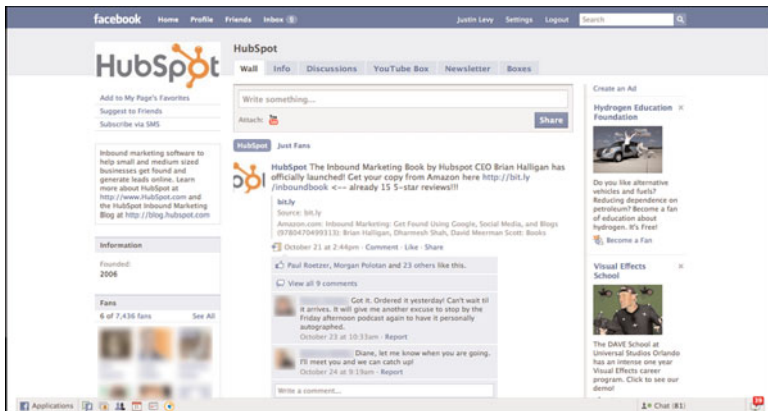 facebook Home Profile Friends Inbox 5 Justin Levy Settings Logout Search
HubSpot
Add to My Page's Favorites
Suggest to Friends
Subscribe via SMS
Inbound marketing software to
help small and medium sized
businesses get found and
generate leads online. Learn
more about HubSpot at
http://www.HubSpot.com and
the HubSpot Inbound Marketing
Blog at http://blog.hubspot.com
Information
Founded:
2006
Fans
6 of 7,436 fans See All
HubSpot
Wall Info Discussions YouTube Box Newsletter Boxes
Write something...
Attach:
Share
HubSpot Just Fans
HubSpot The Inbound Marketing Book by Hubspot CEO Brian Halligan has
officially launched! Get your copy from Amazon here http://bit.ly
/inboundbook <-- already 15 5-star reviews!!!
bit.ly
Source: bit.ly
Amazon.com: Inbound Marketing: Get Found Using Google, Social Media, and Blogs
(9780470499313): Brian Halligan, Dharmesh Shah, David Meerman Scott: Books
October 21 at 2:44pm · Comment · Like · Share
Paul Roetzer, Morgan Polotan and 23 others like this.
View all 9 comments
Got it. Ordered it yesterday! Can't wait til
it arrives. It will give me another excuse to stop by the
Friday afternoon podcast again to have it personally
autographed.
October 23 at 10:33am · Report
Diane, let me know when you are going.
I'll meet you and we can catch up!
October 24 at 9:19am · Report
Write a comment...
Create an Ad
Hydrogen Education
Foundation
Do you like alternative
vehicles and fuels?
Reducing dependence on
petroleum? Become a fan
of education about
hydrogen. It's Free!
Become a Fan
Visual Effects
School
The DAVE School at
Universal Studios Orlando
has an intense one year
Visual Effects career
program. Click to see our
demo!
Applications
Chat (81)
39